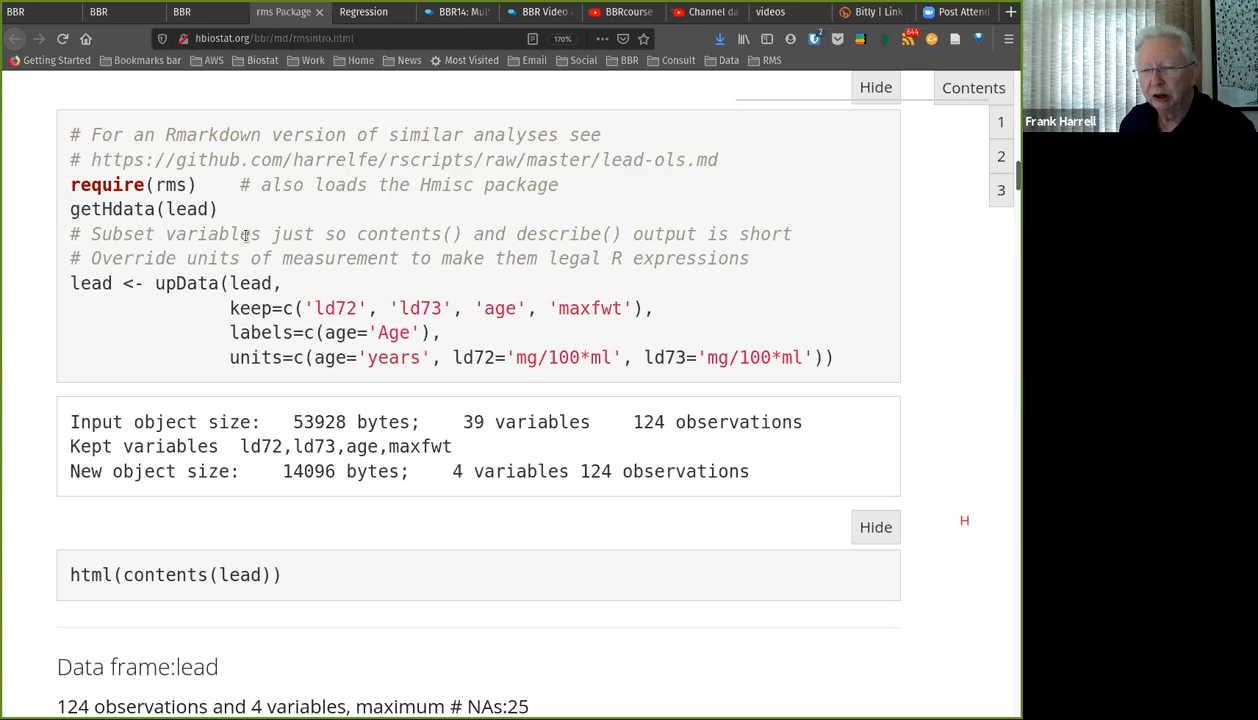 BBR
BBR
BBR
rms Package
Regression
BBR14: Mul
BBR Video
BBRcourse
Channel da
videos
Bitly | Link
Post Attend
hbiostat.org/bbr/md/rmsintro.html
170%
2
644
Getting Started
Bookmarks bar
AWS
Biostat
Work
Home
News
Most Visited
Email
Social
BBR
Consult
Data
RMS
Hide
Contents
1
2
3
Frank Harrell
# For an Rmarkdown version of similar analyses see
# https://github.com/harrelfe/rscripts/raw/master/lead-ols.md
require(rms)    # also loads the Hmisc package
getHdata(lead)
# Subset variables just so contents() and describe() output is short
# Override units of measurement to make them legal R expressions
lead <- upData(lead,
keep=c('ld72', 'ld73', 'age', 'maxfwt'),
labels=c(age='Age'),
units=c(age='years', ld72='mg/100*ml', ld73='mg/100*ml'))
Input object size:   53928 bytes;    39 variables    124 observations
Kept variables  ld72,ld73,age,maxfwt
New object size:    14096 bytes;    4 variables 124 observations
Hide
H
html(contents(lead))
Data frame:lead
124 observations and 4 variables, maximum # NAs:25